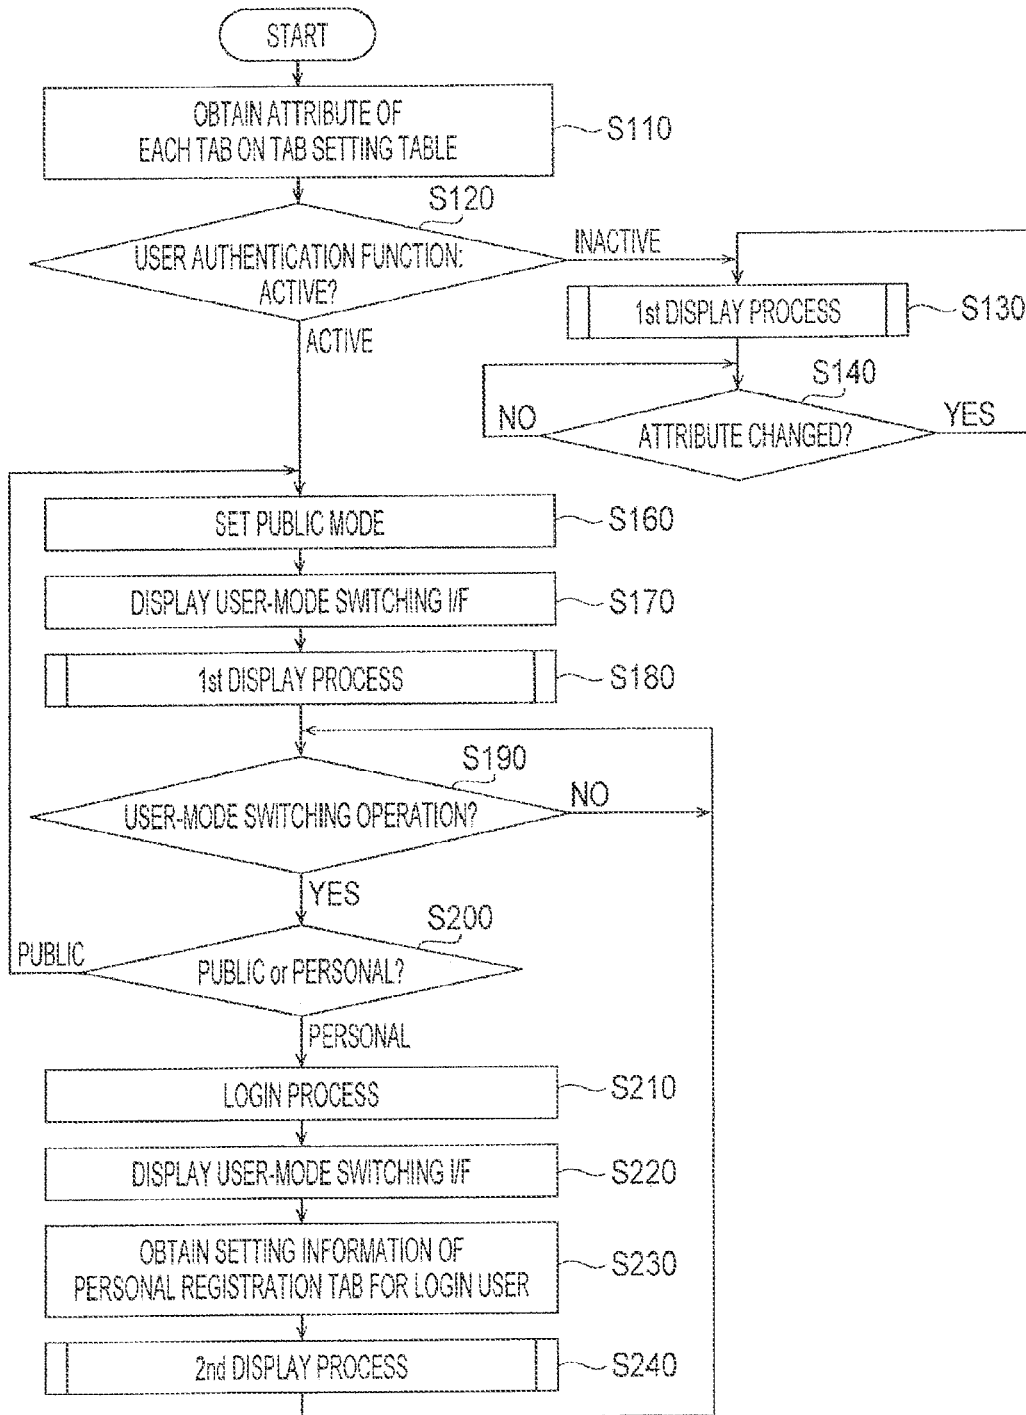 START
OBTAIN ATTRIBUTE OF
EACH TAB ON TAB SETTING TABLE
S110
S120
USER AUTHENTICATION FUNCTION:
ACTIVE?
INACTIVE
ACTIVE
1st DISPLAY PROCESS
S130
S140
NO
ATTRIBUTE CHANGED?
YES
SET PUBLIC MODE
S160
DISPLAY USER-MODE SWITCHING I/F
S170
1st DISPLAY PROCESS
S180
S190
USER-MODE SWITCHING OPERATION?
NO
YES
S200
PUBLIC
PUBLIC or PERSONAL?
PERSONAL
LOGIN PROCESS
S210
DISPLAY USER-MODE SWITCHING I/F
S220
OBTAIN SETTING INFORMATION OF
PERSONAL REGISTRATION TAB FOR LOGIN USER
S230
2nd DISPLAY PROCESS
S240